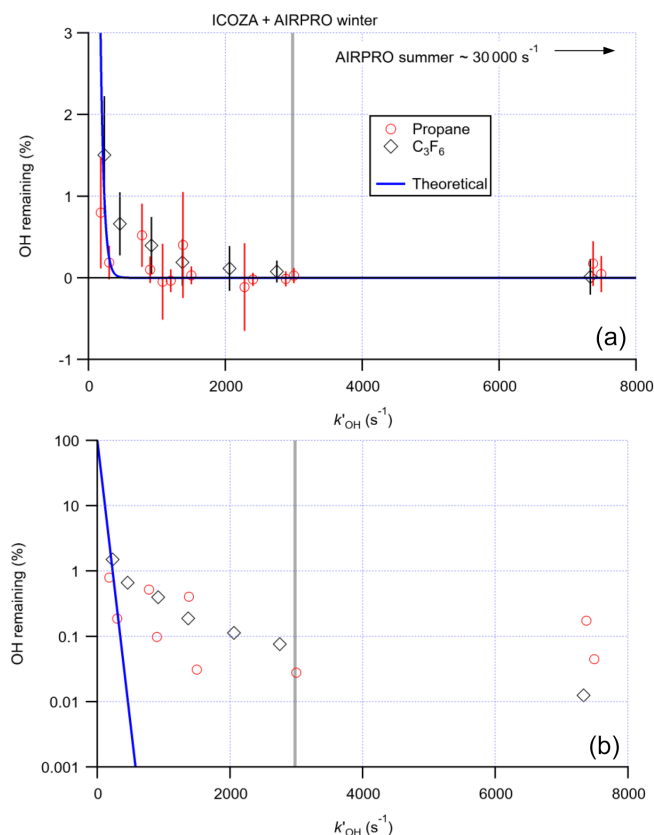 ICOZA + AIRPRO winter
3
2
1
0
-1
OH remaining (%)
AIRPRO summer ~ 30 000 s⁻¹
Propane
C₃F₆
Theoretical
(a)
0 2000 4000 6000 8000
k'OH (s⁻¹)
100
10
1
0.1
0.01
0.001
OH remaining (%)
(b)
0 2000 4000 6000 8000
k'OH (s⁻¹)